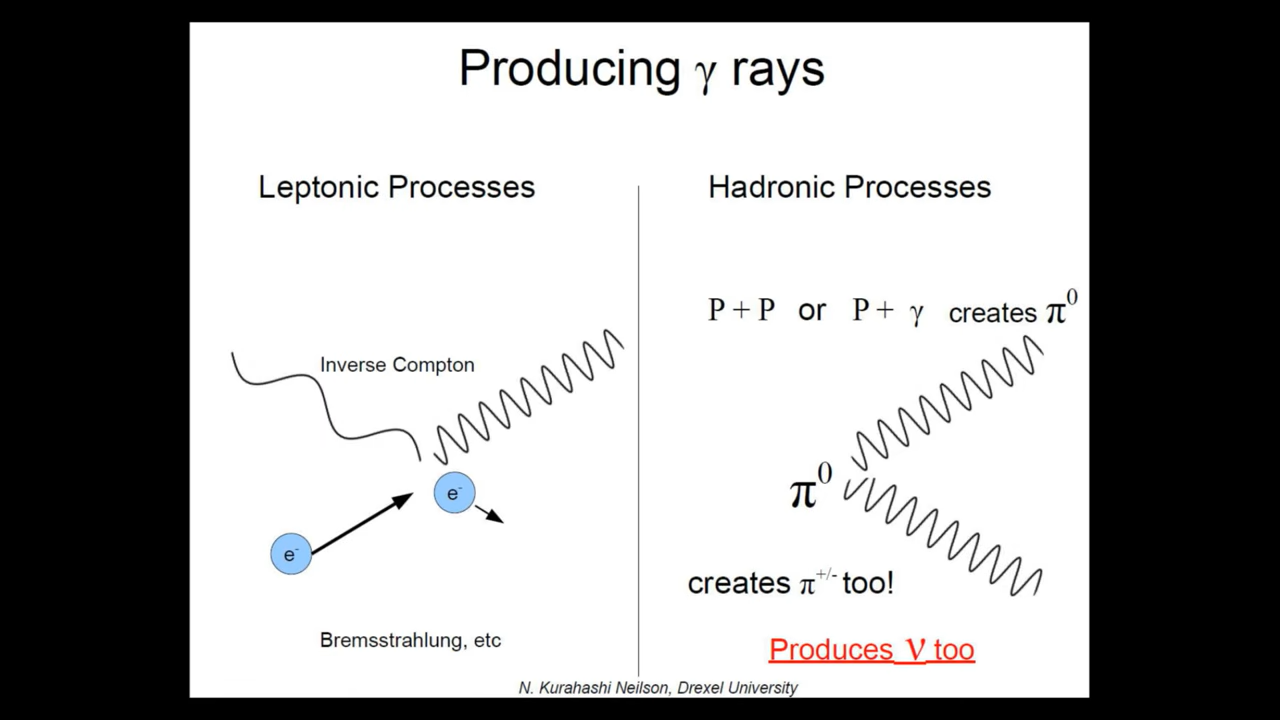 Producing γ rays
Leptonic Processes
Inverse Compton
e⁻
e⁻
Bremsstrahlung, etc
Hadronic Processes
P + P or P + γ creates π⁰
π⁰
creates π⁺/⁻ too!
Produces ν too
N. Kurahashi Neilson, Drexel University